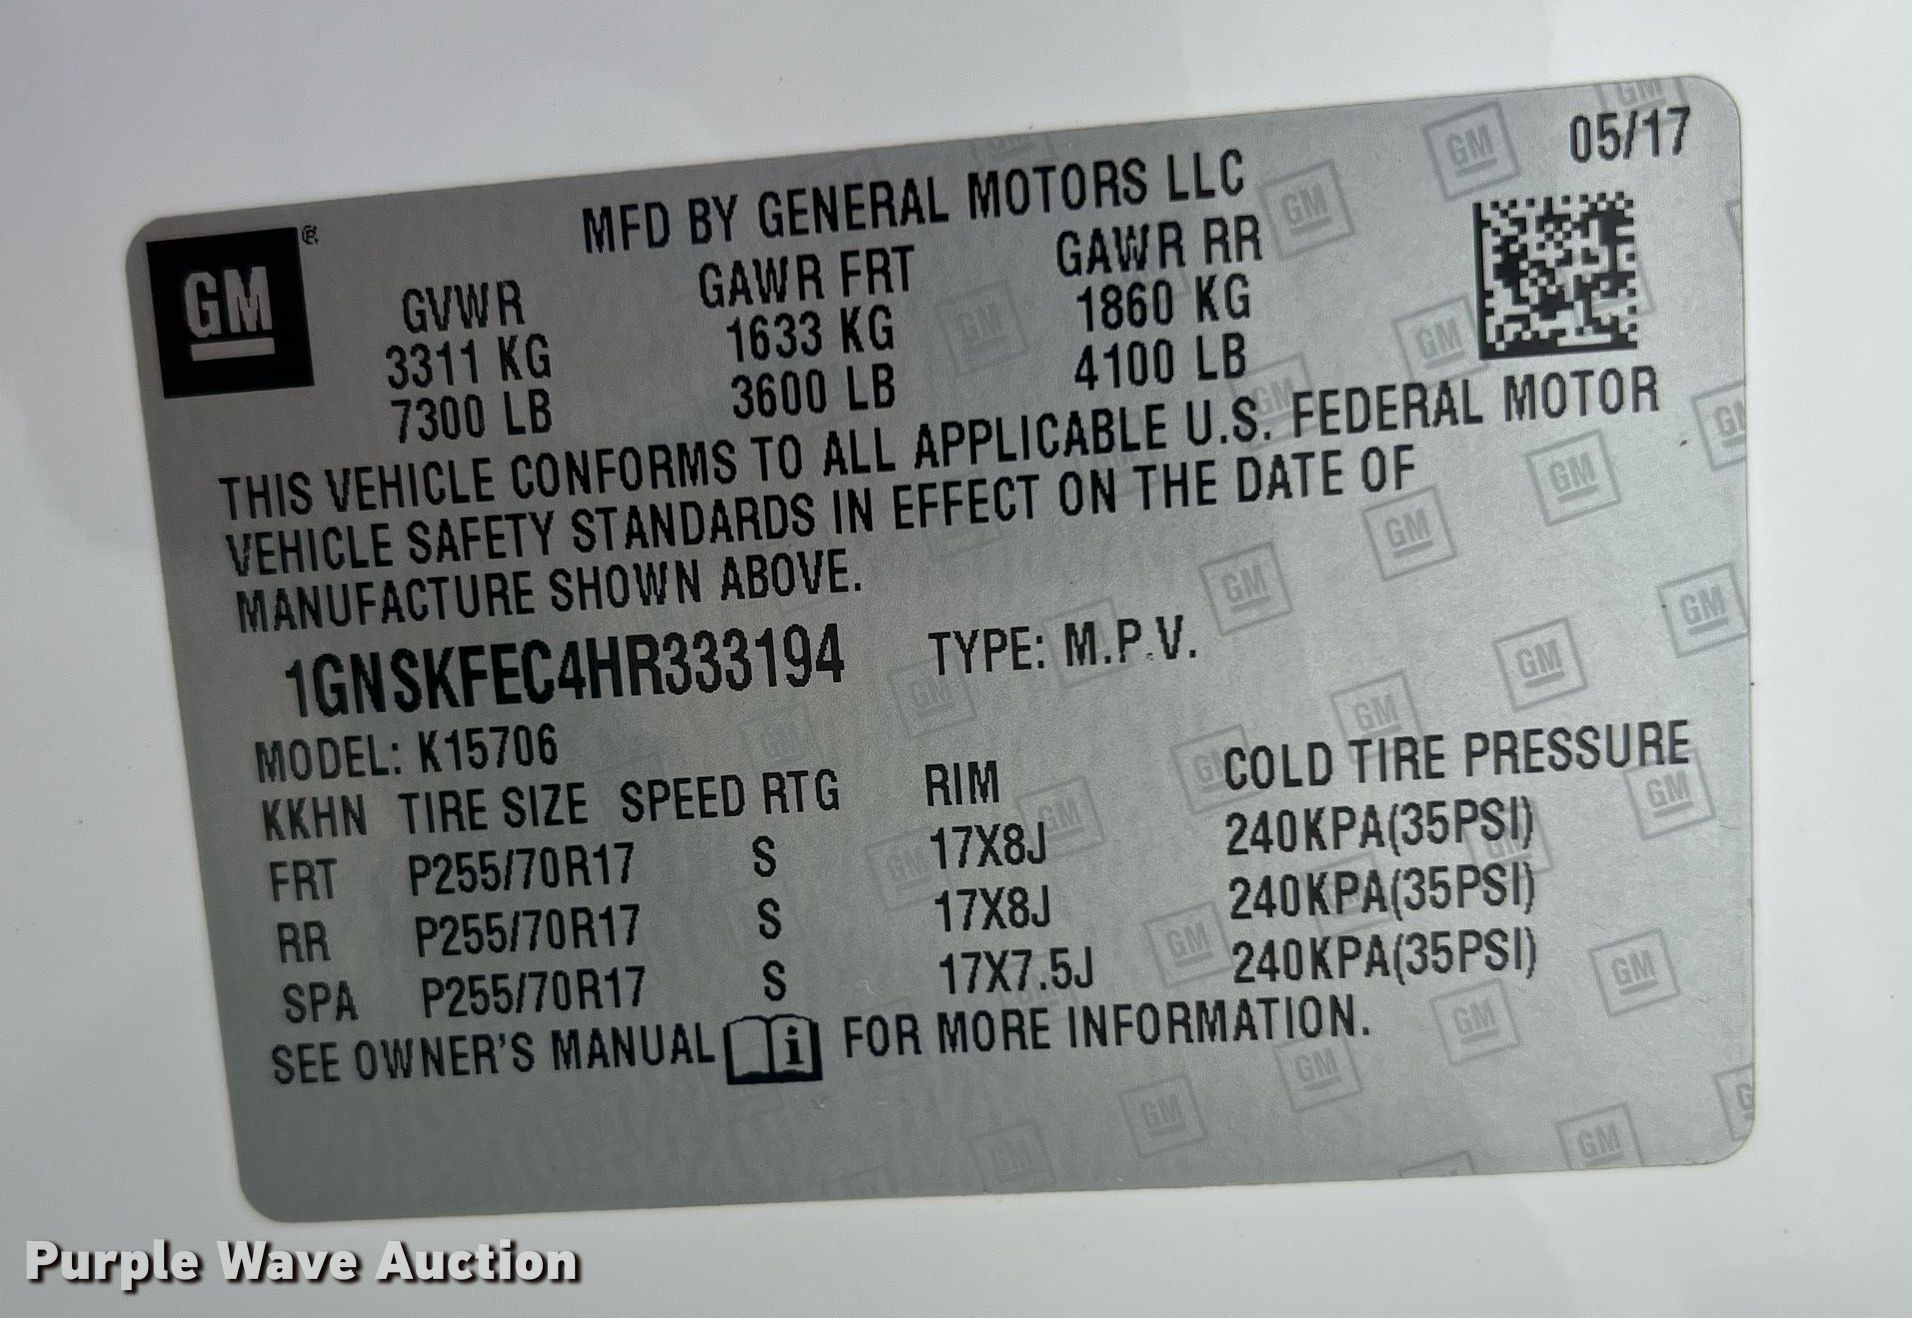 05/17
MFD BY GENERAL MOTORS LLC
GM ®
GVWR GAWR FRT GAWR RR
3311 KG 1633 KG 1860 KG
7300 LB 3600 LB 4100 LB
THIS VEHICLE CONFORMS TO ALL APPLICABLE U.S. FEDERAL MOTOR
VEHICLE SAFETY STANDARDS IN EFFECT ON THE DATE OF
MANUFACTURE SHOWN ABOVE.
1GNSKFEC4HR333194 TYPE: M.P.V.
MODEL: K15706
KKHN TIRE SIZE SPEED RTG RIM COLD TIRE PRESSURE
FRT P255/70R17 S 17X8J 240KPA(35PSI)
RR P255/70R17 S 17X8J 240KPA(35PSI)
SPA P255/70R17 S 17X7.5J 240KPA(35PSI)
SEE OWNER'S MANUAL i FOR MORE INFORMATION.
Purple Wave Auction